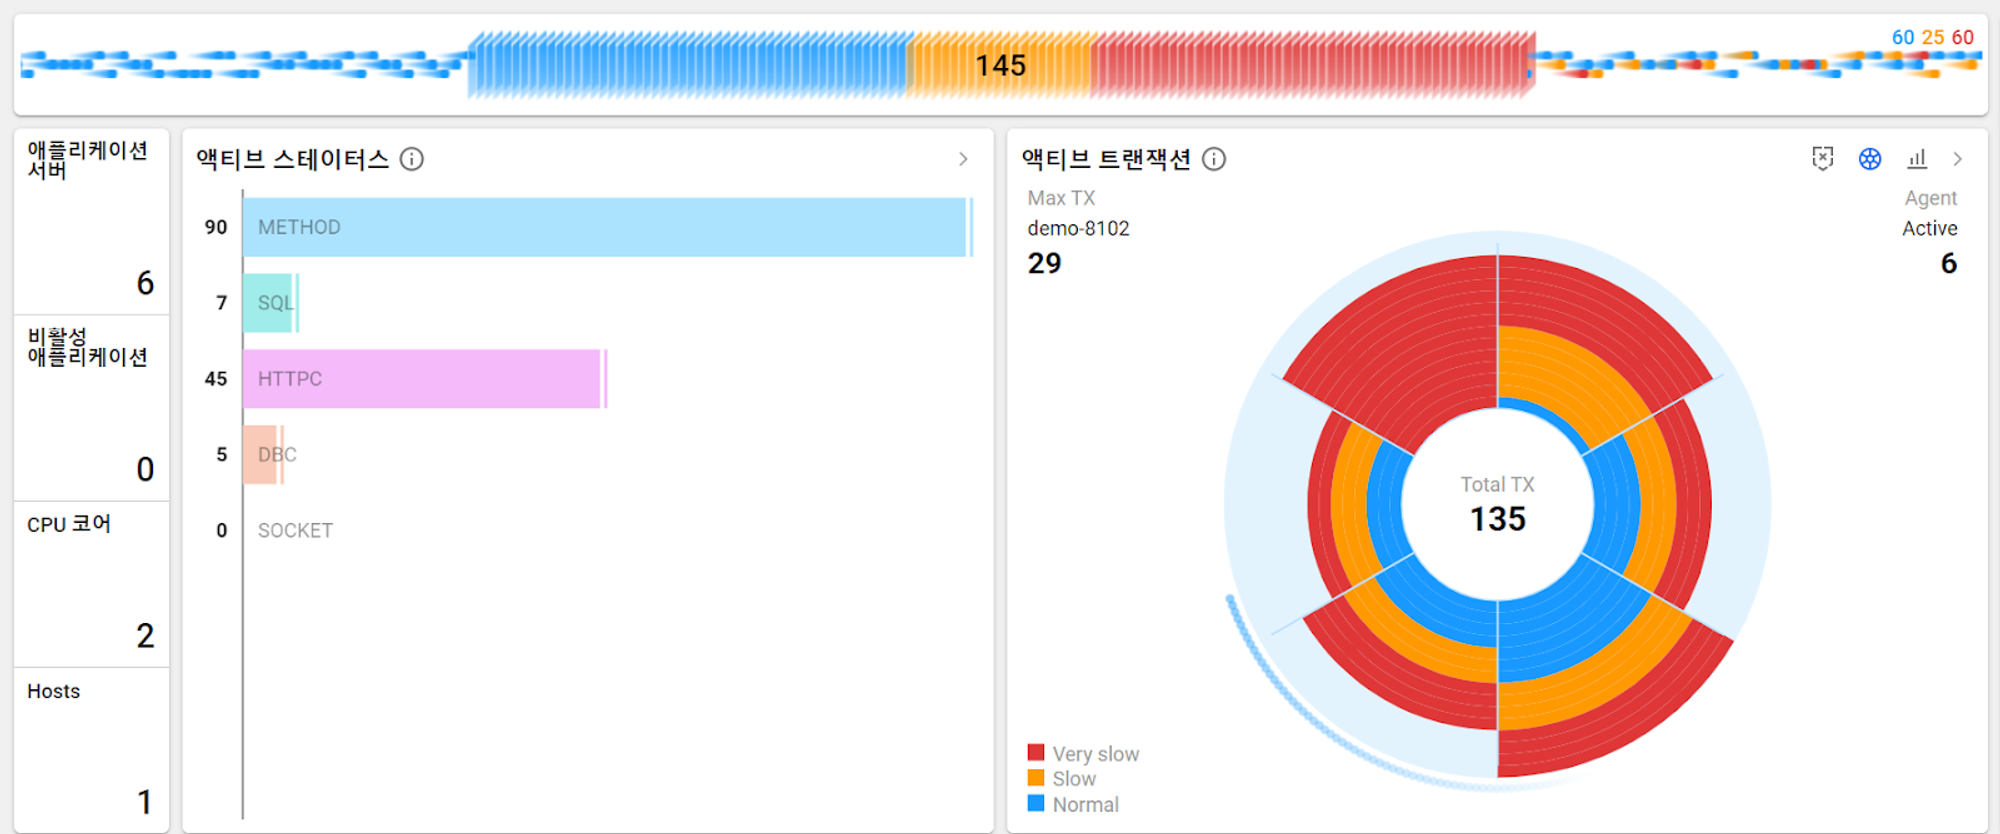 145
60 25 60
애플리케이션
서버
6
비활성
애플리케이션
0
CPU 코어
2
Hosts
1
액티브 스테이터스
90 METHOD
7 SQL
45 HTTPC
5 DBC
0 SOCKET
액티브 트랜잭션
Max TX
demo-8102
29
Agent
Active
6
Total TX
135
Very slow
Slow
Normal